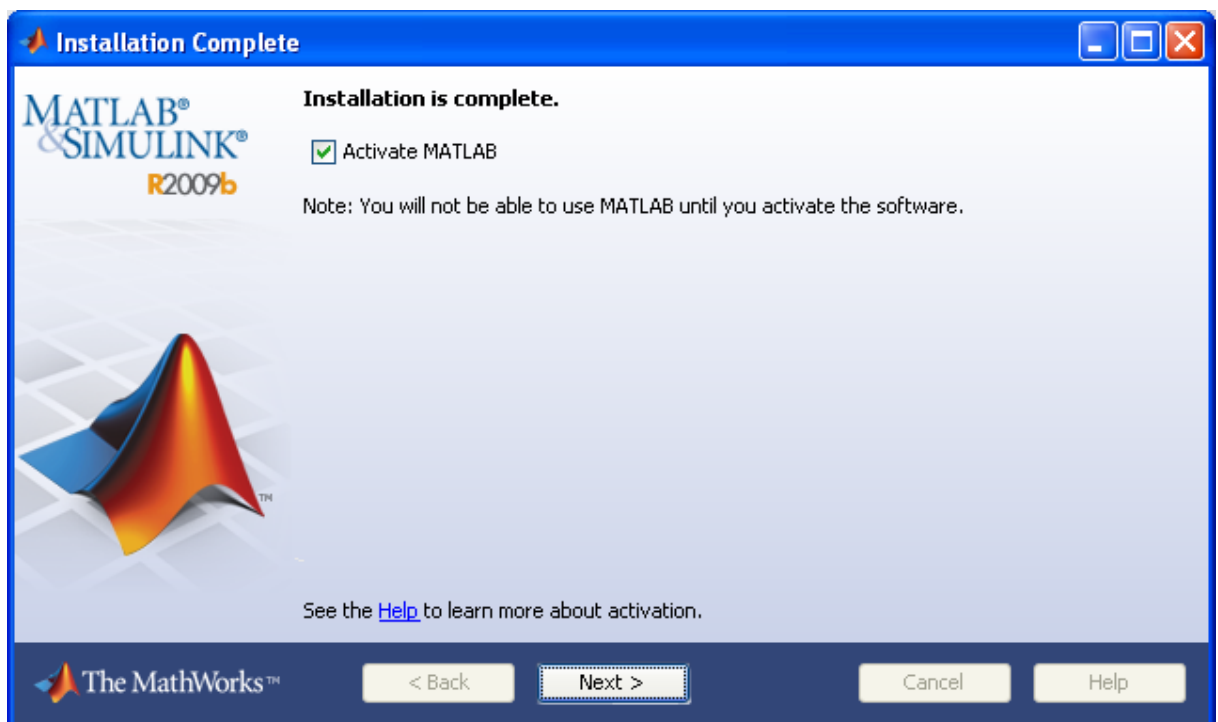 Installation Complete
MATLAB®
&SIMULINK®
R2009b
Installation is complete.
Activate MATLAB
Note: You will not be able to use MATLAB until you activate the software.
TM
See the Help to learn more about activation.
The MathWorks™
< Back
Next >
Cancel
Help